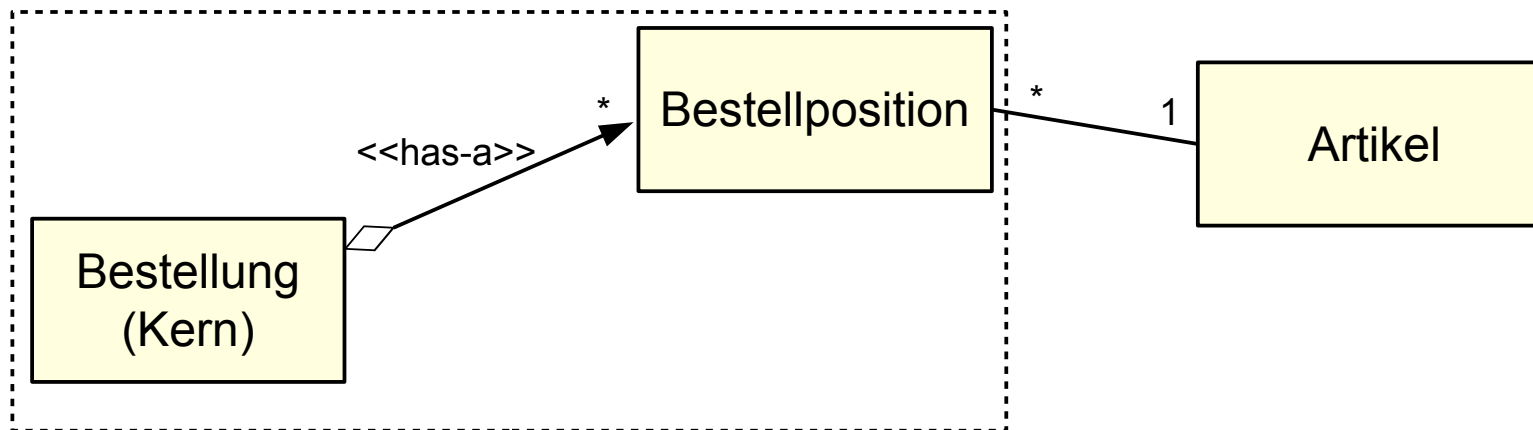 Bestellposition
*
*
1
Artikel
<<has-a>>
Bestellung
(Kern)